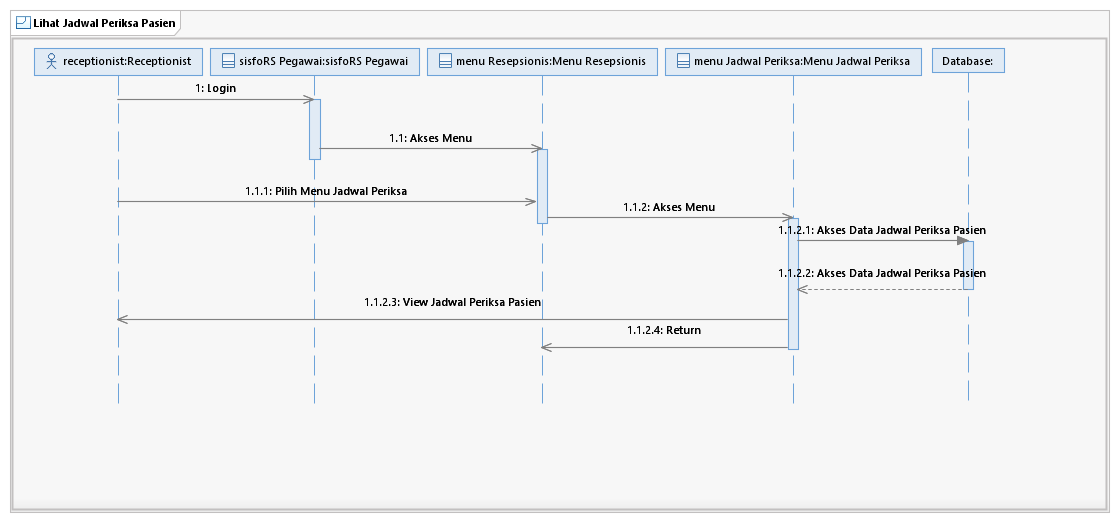 Lihat Jadwal Periksa Pasien
receptionist:Receptionist
sisfoRS Pegawai:sisfoRS Pegawai
menu Resepsionis:Menu Resepsionis
menu Jadwal Periksa:Menu Jadwal Periksa
Database:
1: Login
1.1: Akses Menu
1.1.1: Pilih Menu Jadwal Periksa
1.1.2: Akses Menu
1.1.2.1: Akses Data Jadwal Periksa Pasien
1.1.2.2: Akses Data Jadwal Periksa Pasien
1.1.2.3: View Jadwal Periksa Pasien
1.1.2.4: Return